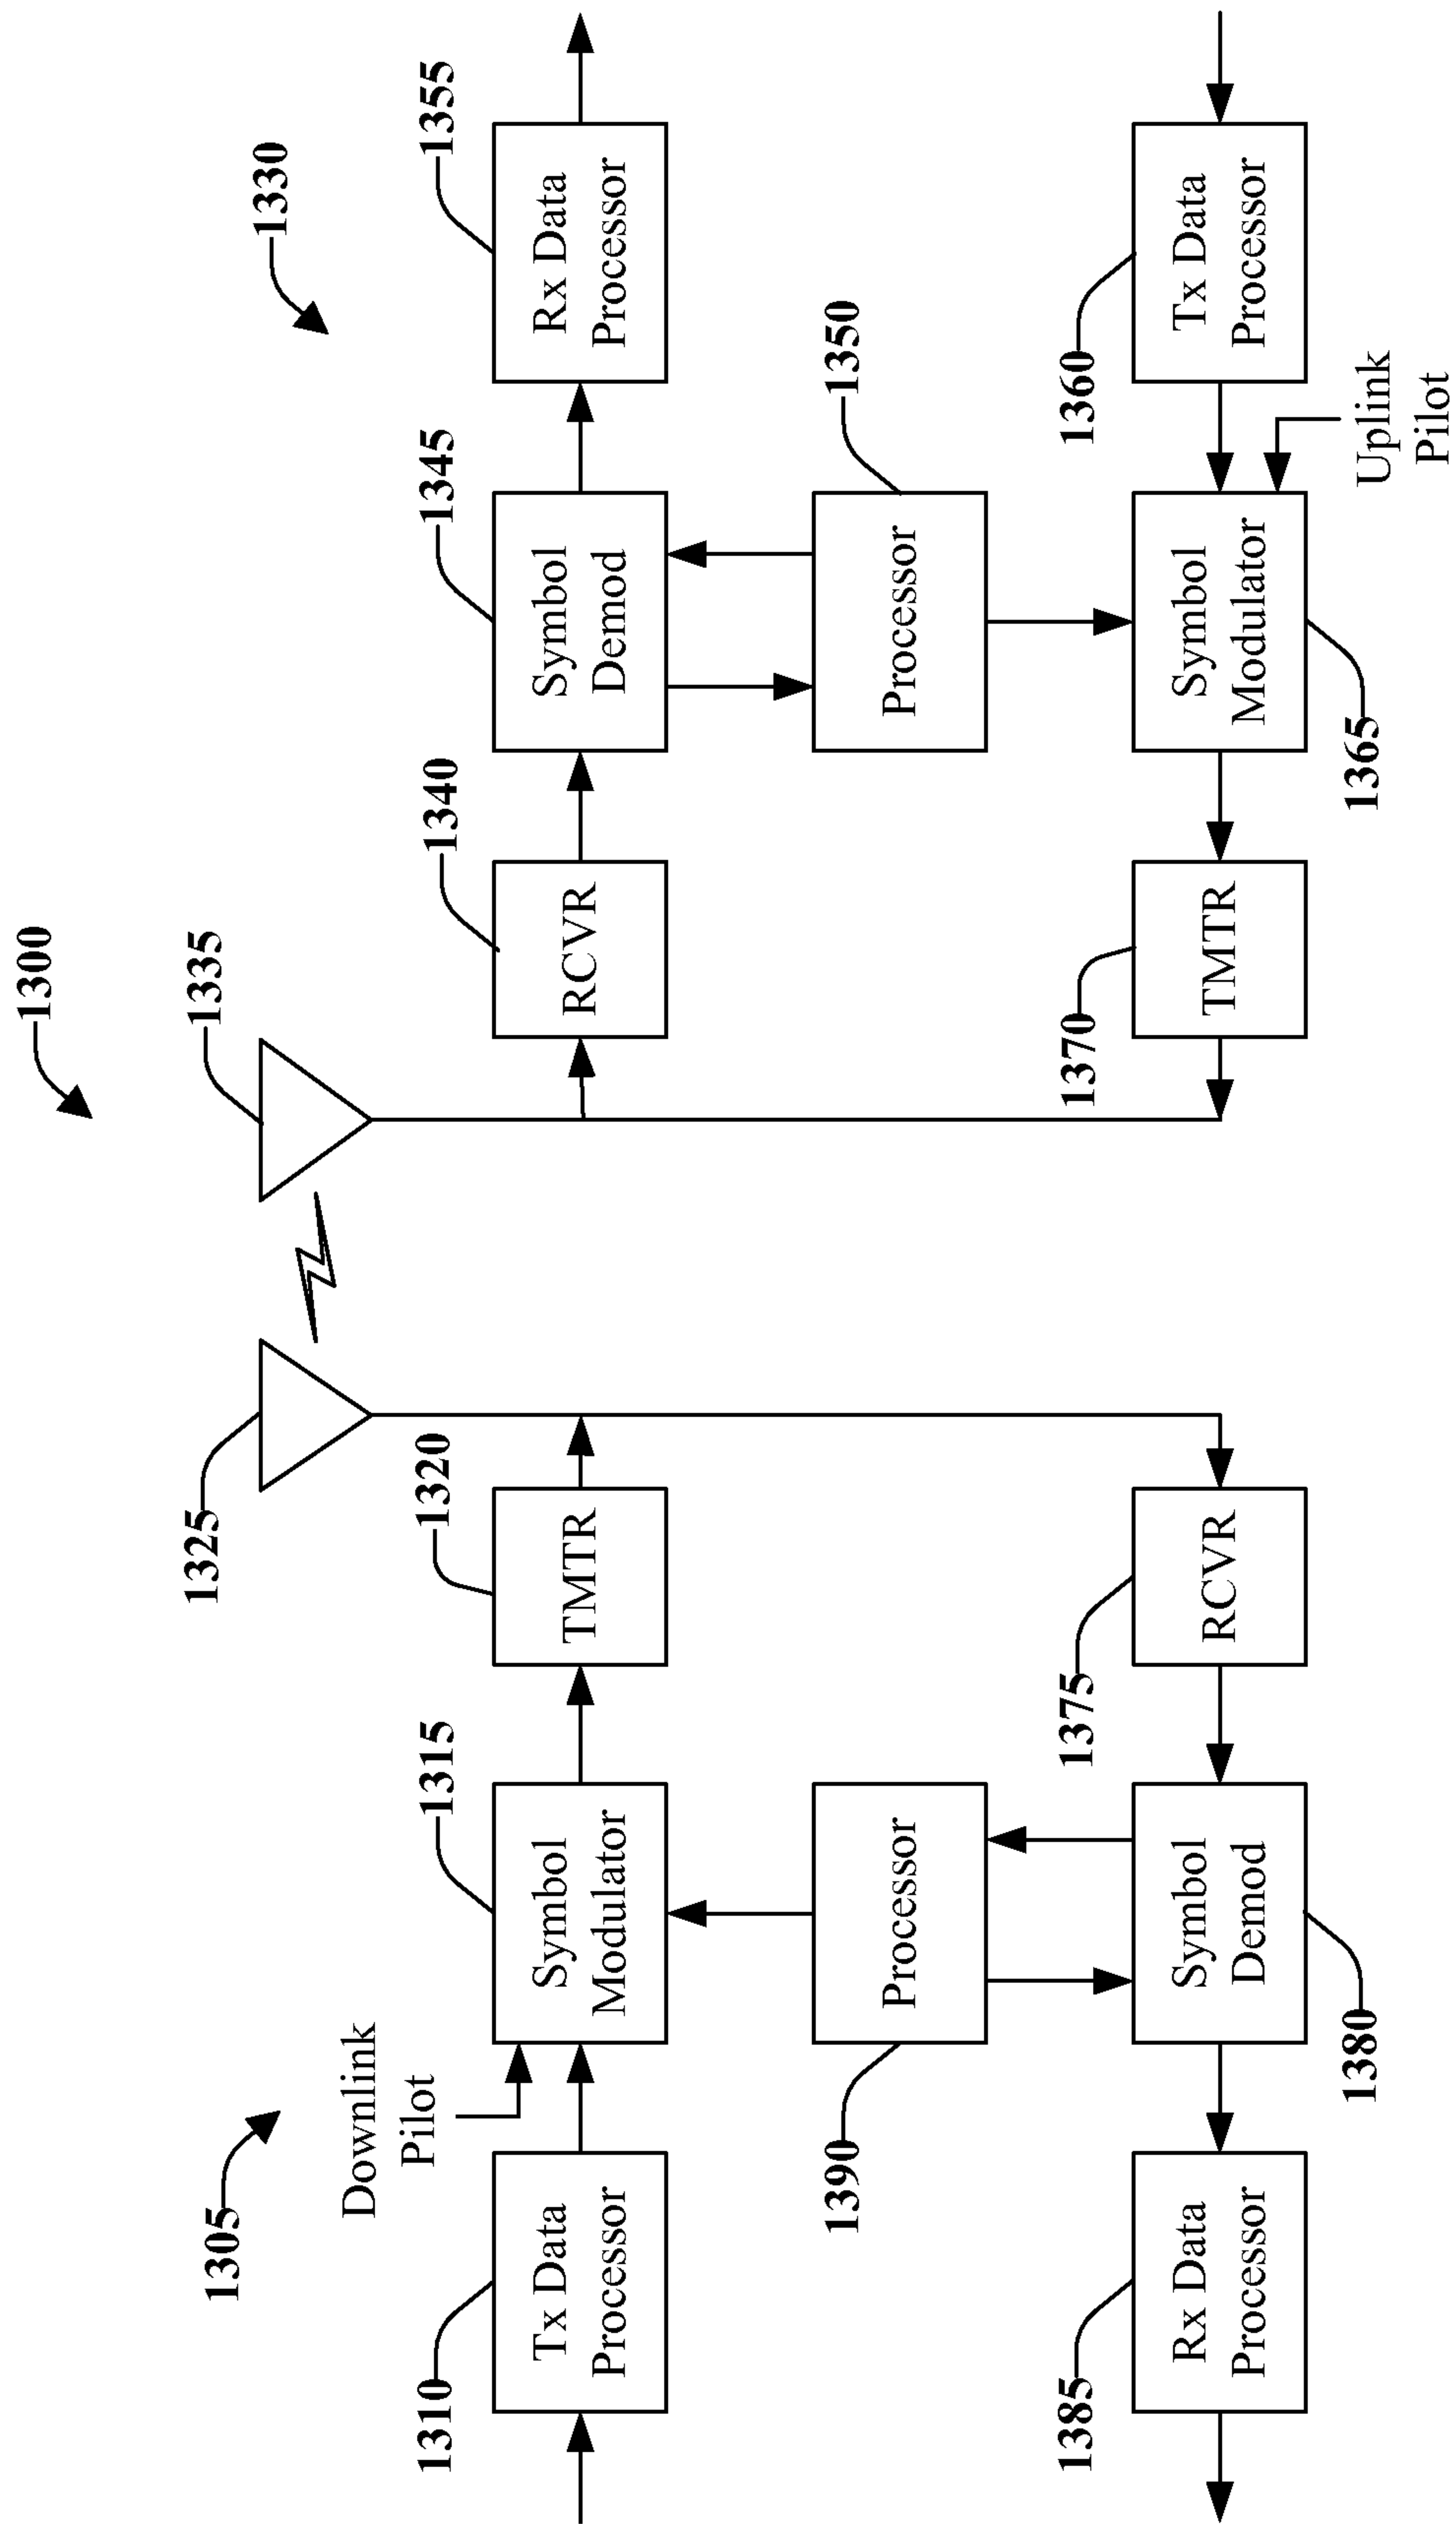 1300
1305
1325
1335
1330
Downlink
Pilot
1310
Tx Data
Processor
1315
Symbol
Modulator
1320
TMTR
1340
RCVR
1345
Symbol
Demod
1355
Rx Data
Processor
1390
Processor
Processor
1350
1385
Rx Data
Processor
Symbol
Demod
1380
1375
RCVR
1370
TMTR
Symbol
Modulator
1365
1360
Tx Data
Processor
Uplink
Pilot